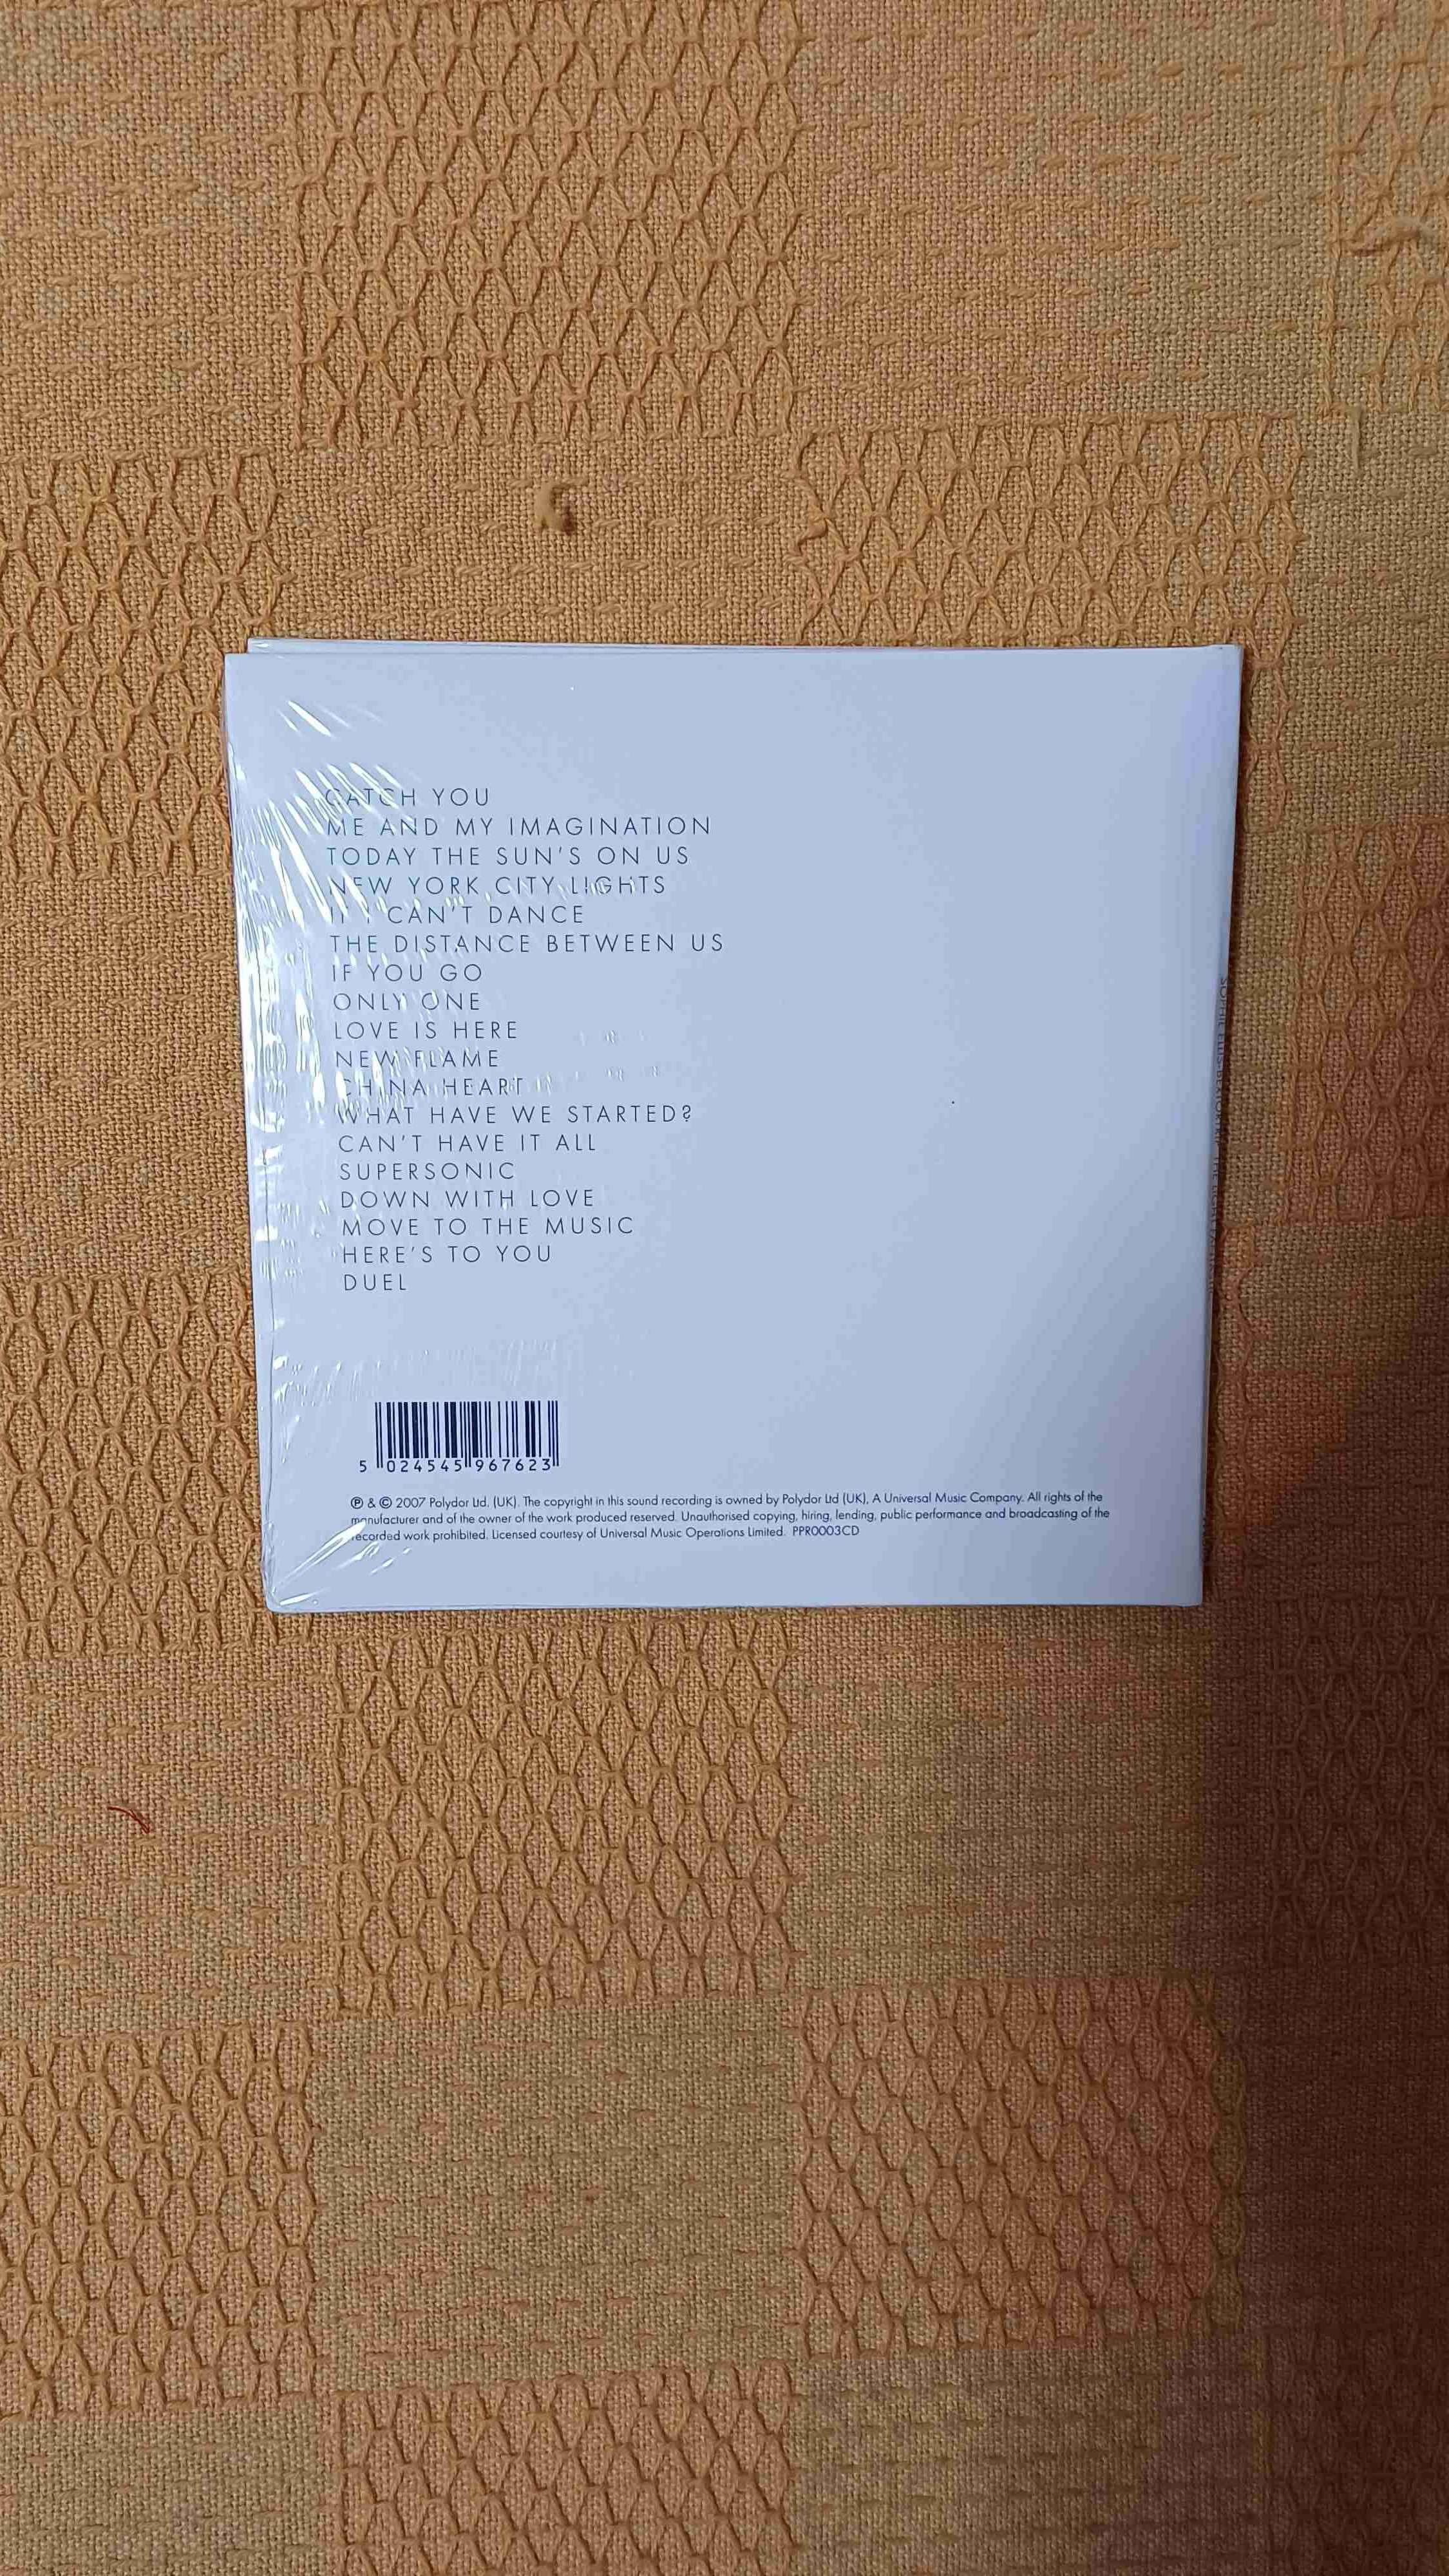 CATCH YOU
ME AND MY IMAGINATION
TODAY THE SUN'S ON US
NEW YORK CITY LIGHTS
IF I CAN'T DANCE
THE DISTANCE BETWEEN US
IF YOU GO
ONLY ONE
LOVE IS HERE
NEW FLAME
CHINA HEART
WHAT HAVE WE STARTED?
CAN'T HAVE IT ALL
SUPERSONIC
DOWN WITH LOVE
MOVE TO THE MUSIC
HERE'S TO YOU
DUEL
5 024545 967623
℗ & © 2007 Polydor Ltd. (UK). The copyright in this sound recording is owned by Polydor Ltd (UK), A Universal Music Company. All rights of the
manufacturer and of the owner of the work produced reserved. Unauthorised copying, hiring, lending, public performance and broadcasting of the
recorded work prohibited. Licensed courtesy of Universal Music Operations Limited. PPR0003CD
SOPHIE ELLIS-BEXTOR